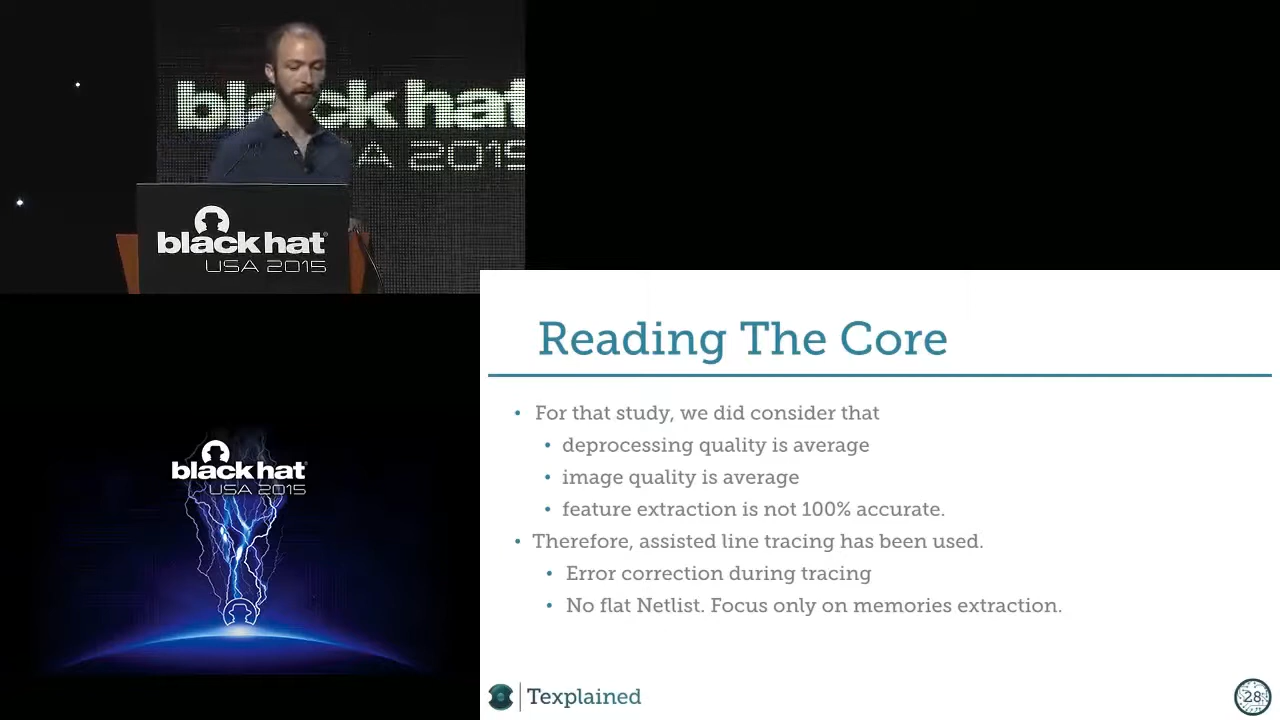 black hat
USA 2015
black hat
USA 2015
Reading The Core
• For that study, we did consider that
• deprocessing quality is average
• image quality is average
• feature extraction is not 100% accurate.
• Therefore, assisted line tracing has been used.
• Error correction during tracing
• No flat Netlist. Focus only on memories extraction.
Texplained
28
black hat
USA 2015